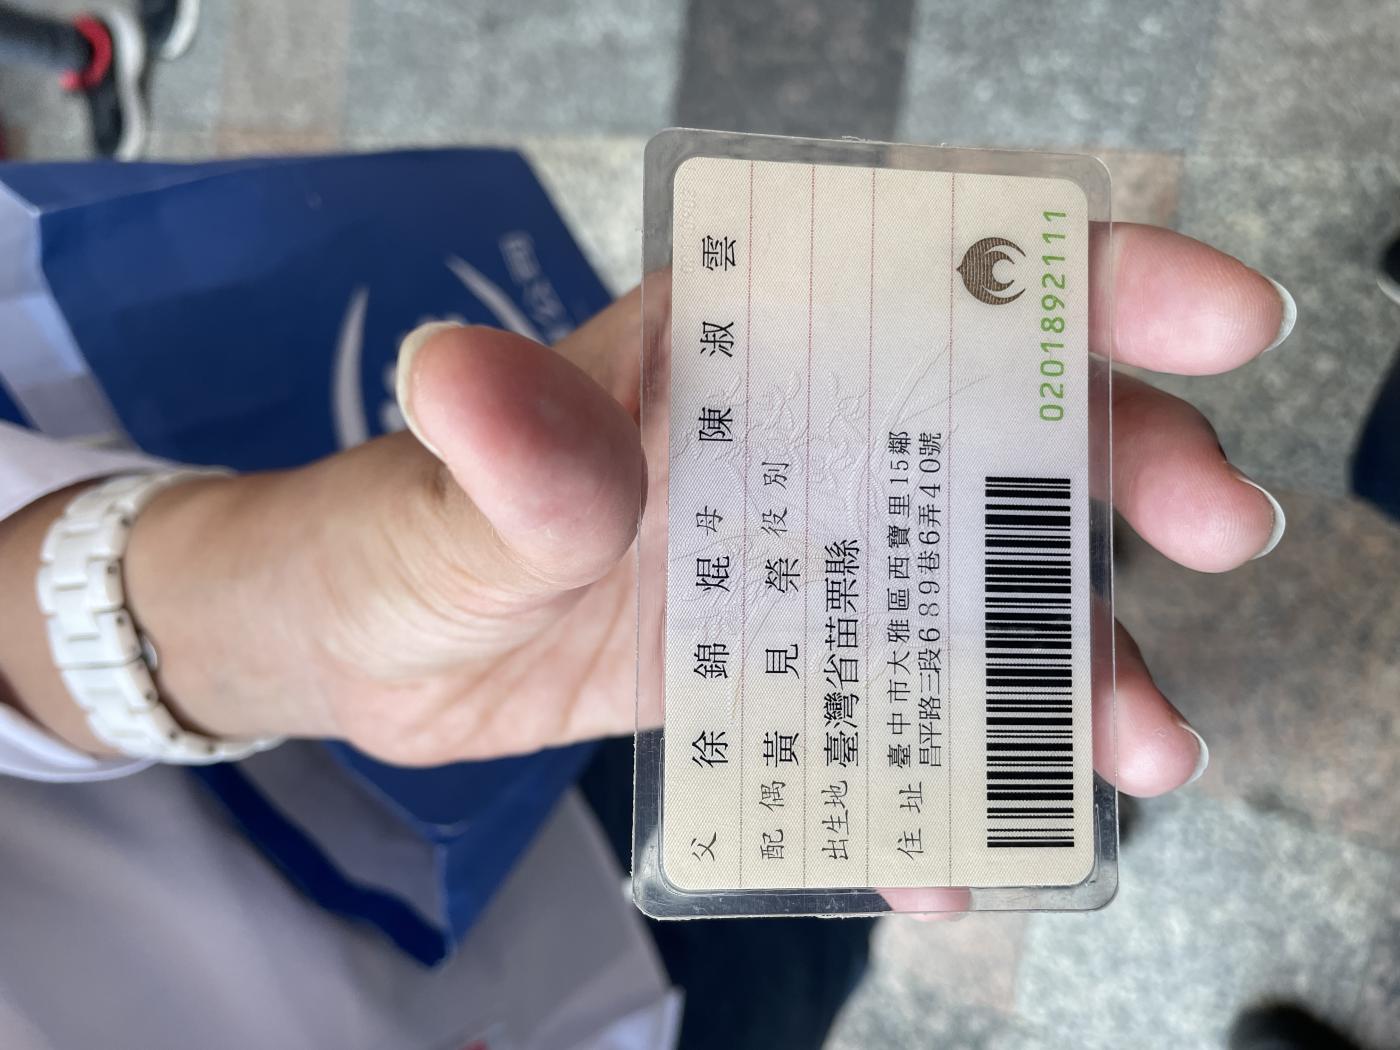 父 徐錦焜 母 陳淑雲
配偶 黃見榮 役別
出生地 臺灣省苗栗縣
住址 臺中市大雅區西寶里15鄰
昌平路三段689巷6弄40號
0201892111